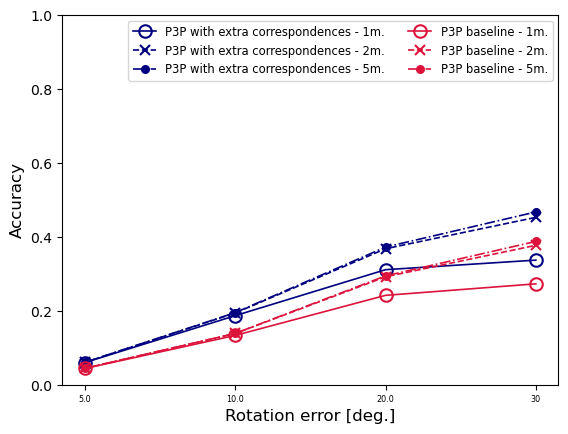 P3P with extra correspondences - 1m.
P3P with extra correspondences - 2m.
P3P with extra correspondences - 5m.
P3P baseline - 1m.
P3P baseline - 2m.
P3P baseline - 5m.
1.0
0.8
0.6
0.4
0.2
0.0
Accuracy
5.0 10.0 20.0 30
Rotation error [deg.]